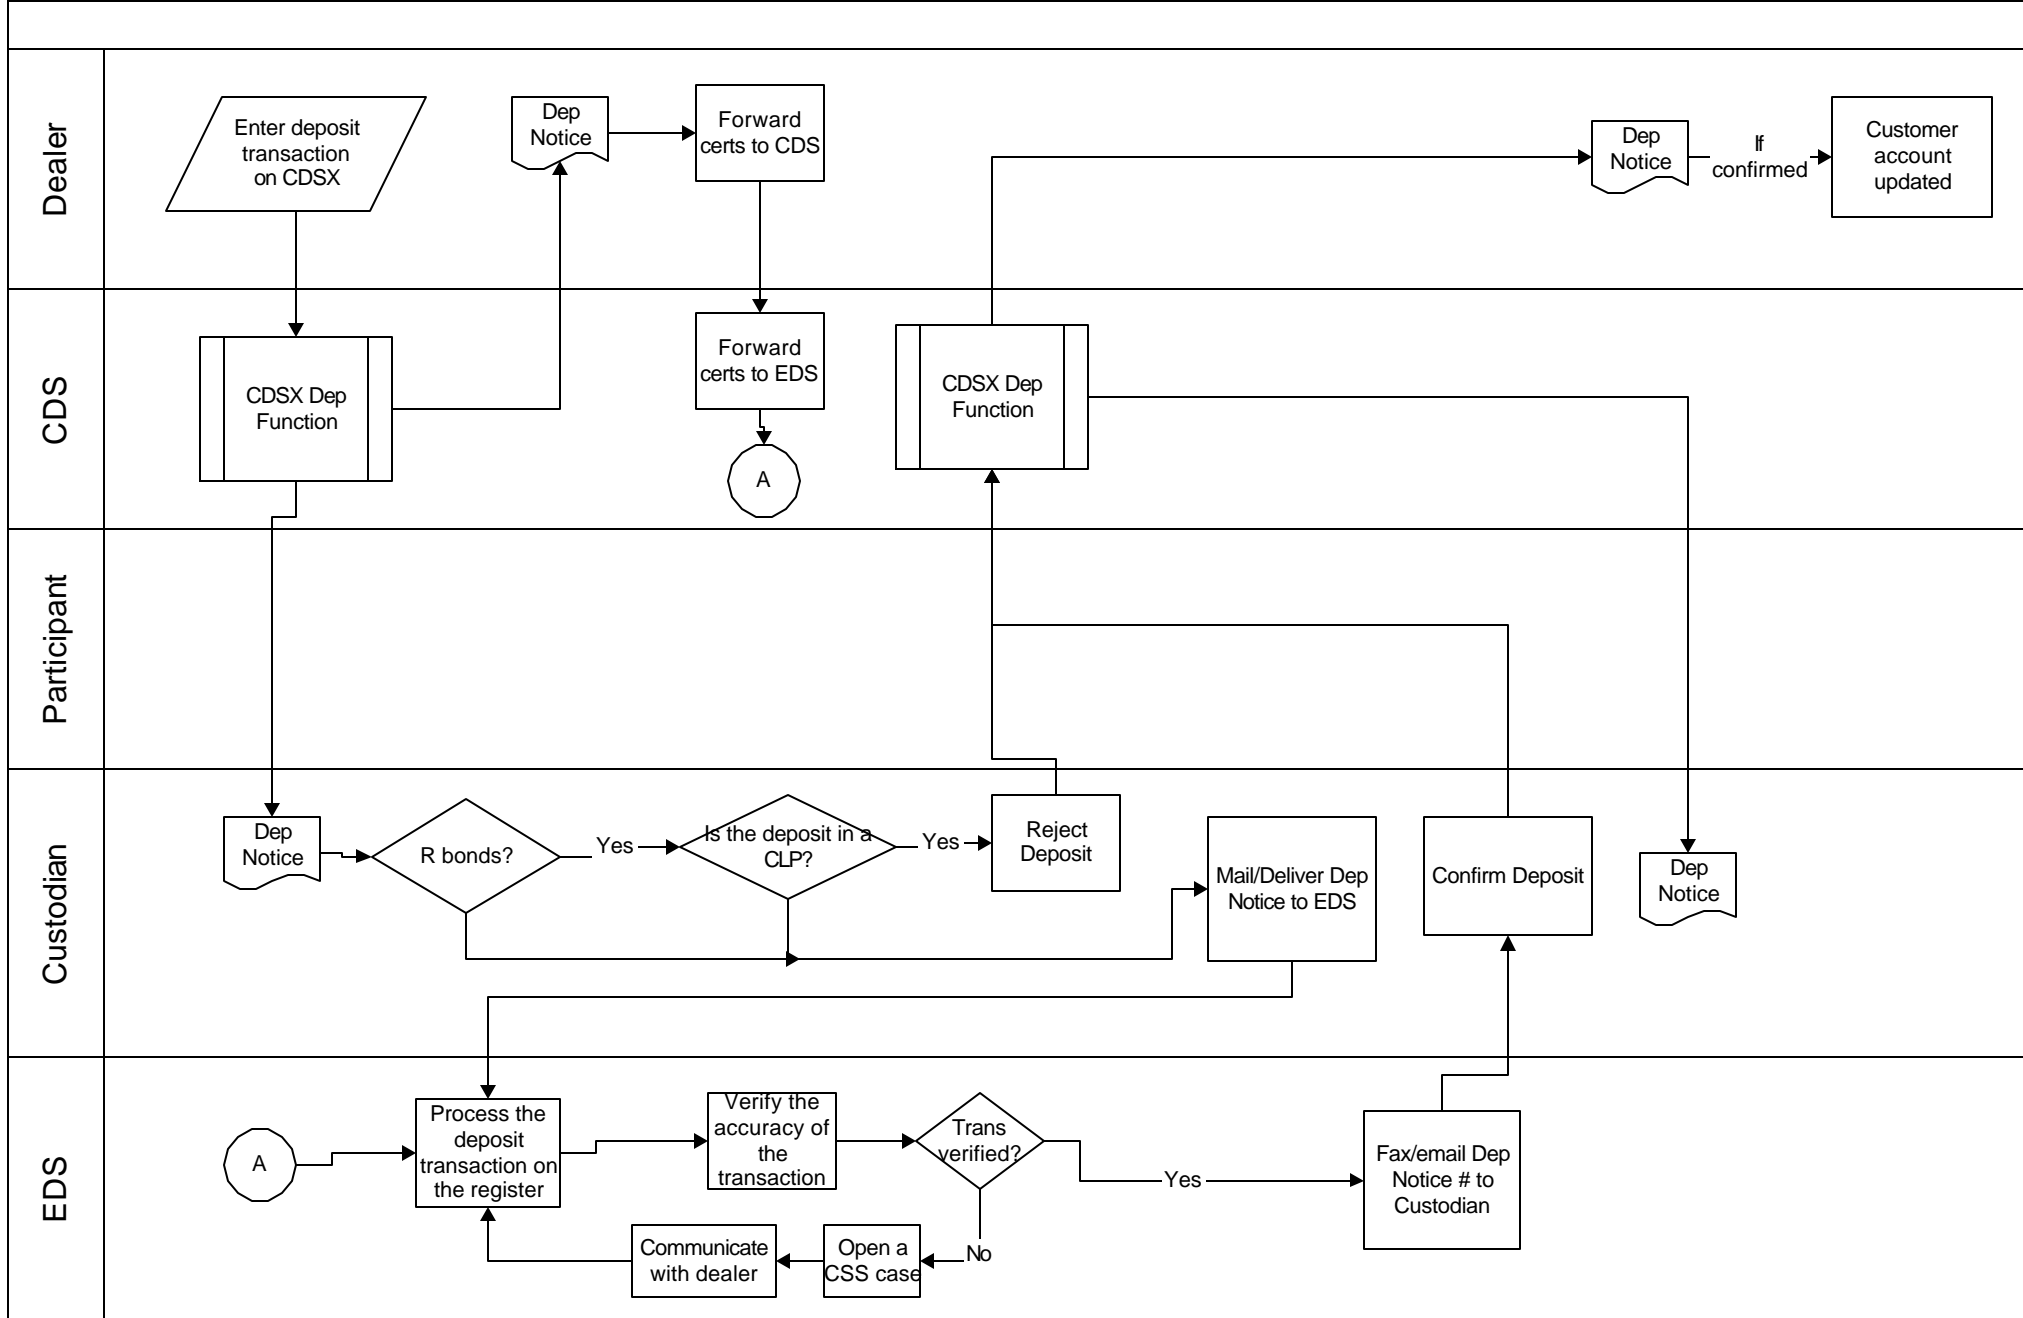 Dealer
Enter deposit
transaction
on CDSX
Dep
Notice
Forward
certs to CDS
Dep
Notice
If
confirmed
Customer
account
updated
CDS
CDSX Dep
Function
Forward
certs to EDS
A
CDSX Dep
Function
Participant
Custodian
Dep
Notice
R bonds?
Yes
Is the deposit in a
CLP?
Yes
Reject
Deposit
Mail/Deliver Dep
Notice to EDS
Confirm Deposit
Dep
Notice
EDS
A
Process the
deposit
transaction on
the register
Verify the
accuracy of
the
transaction
Trans
verified?
Yes
Fax/email Dep
Notice # to
Custodian
No
Open a
CSS case
Communicate
with dealer